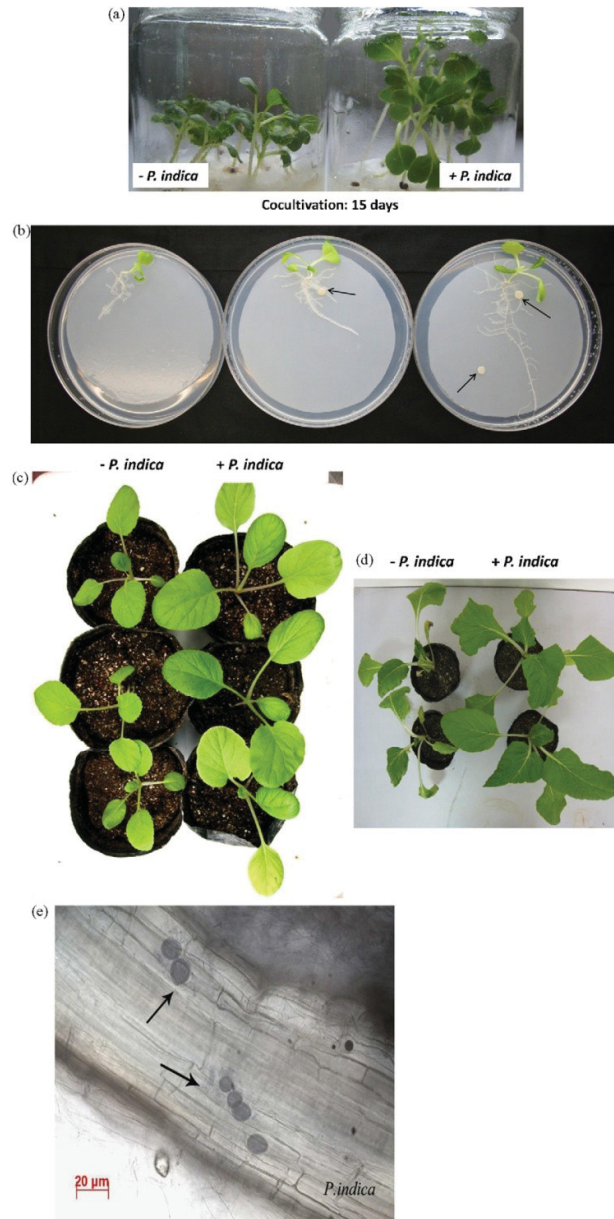 (a)
- P. indica
+ P. indica
Cocultivation: 15 days
(b)
- P. indica + P. indica
(c)
(d)
- P. indica + P. indica
(e)
20 µm
P.indica